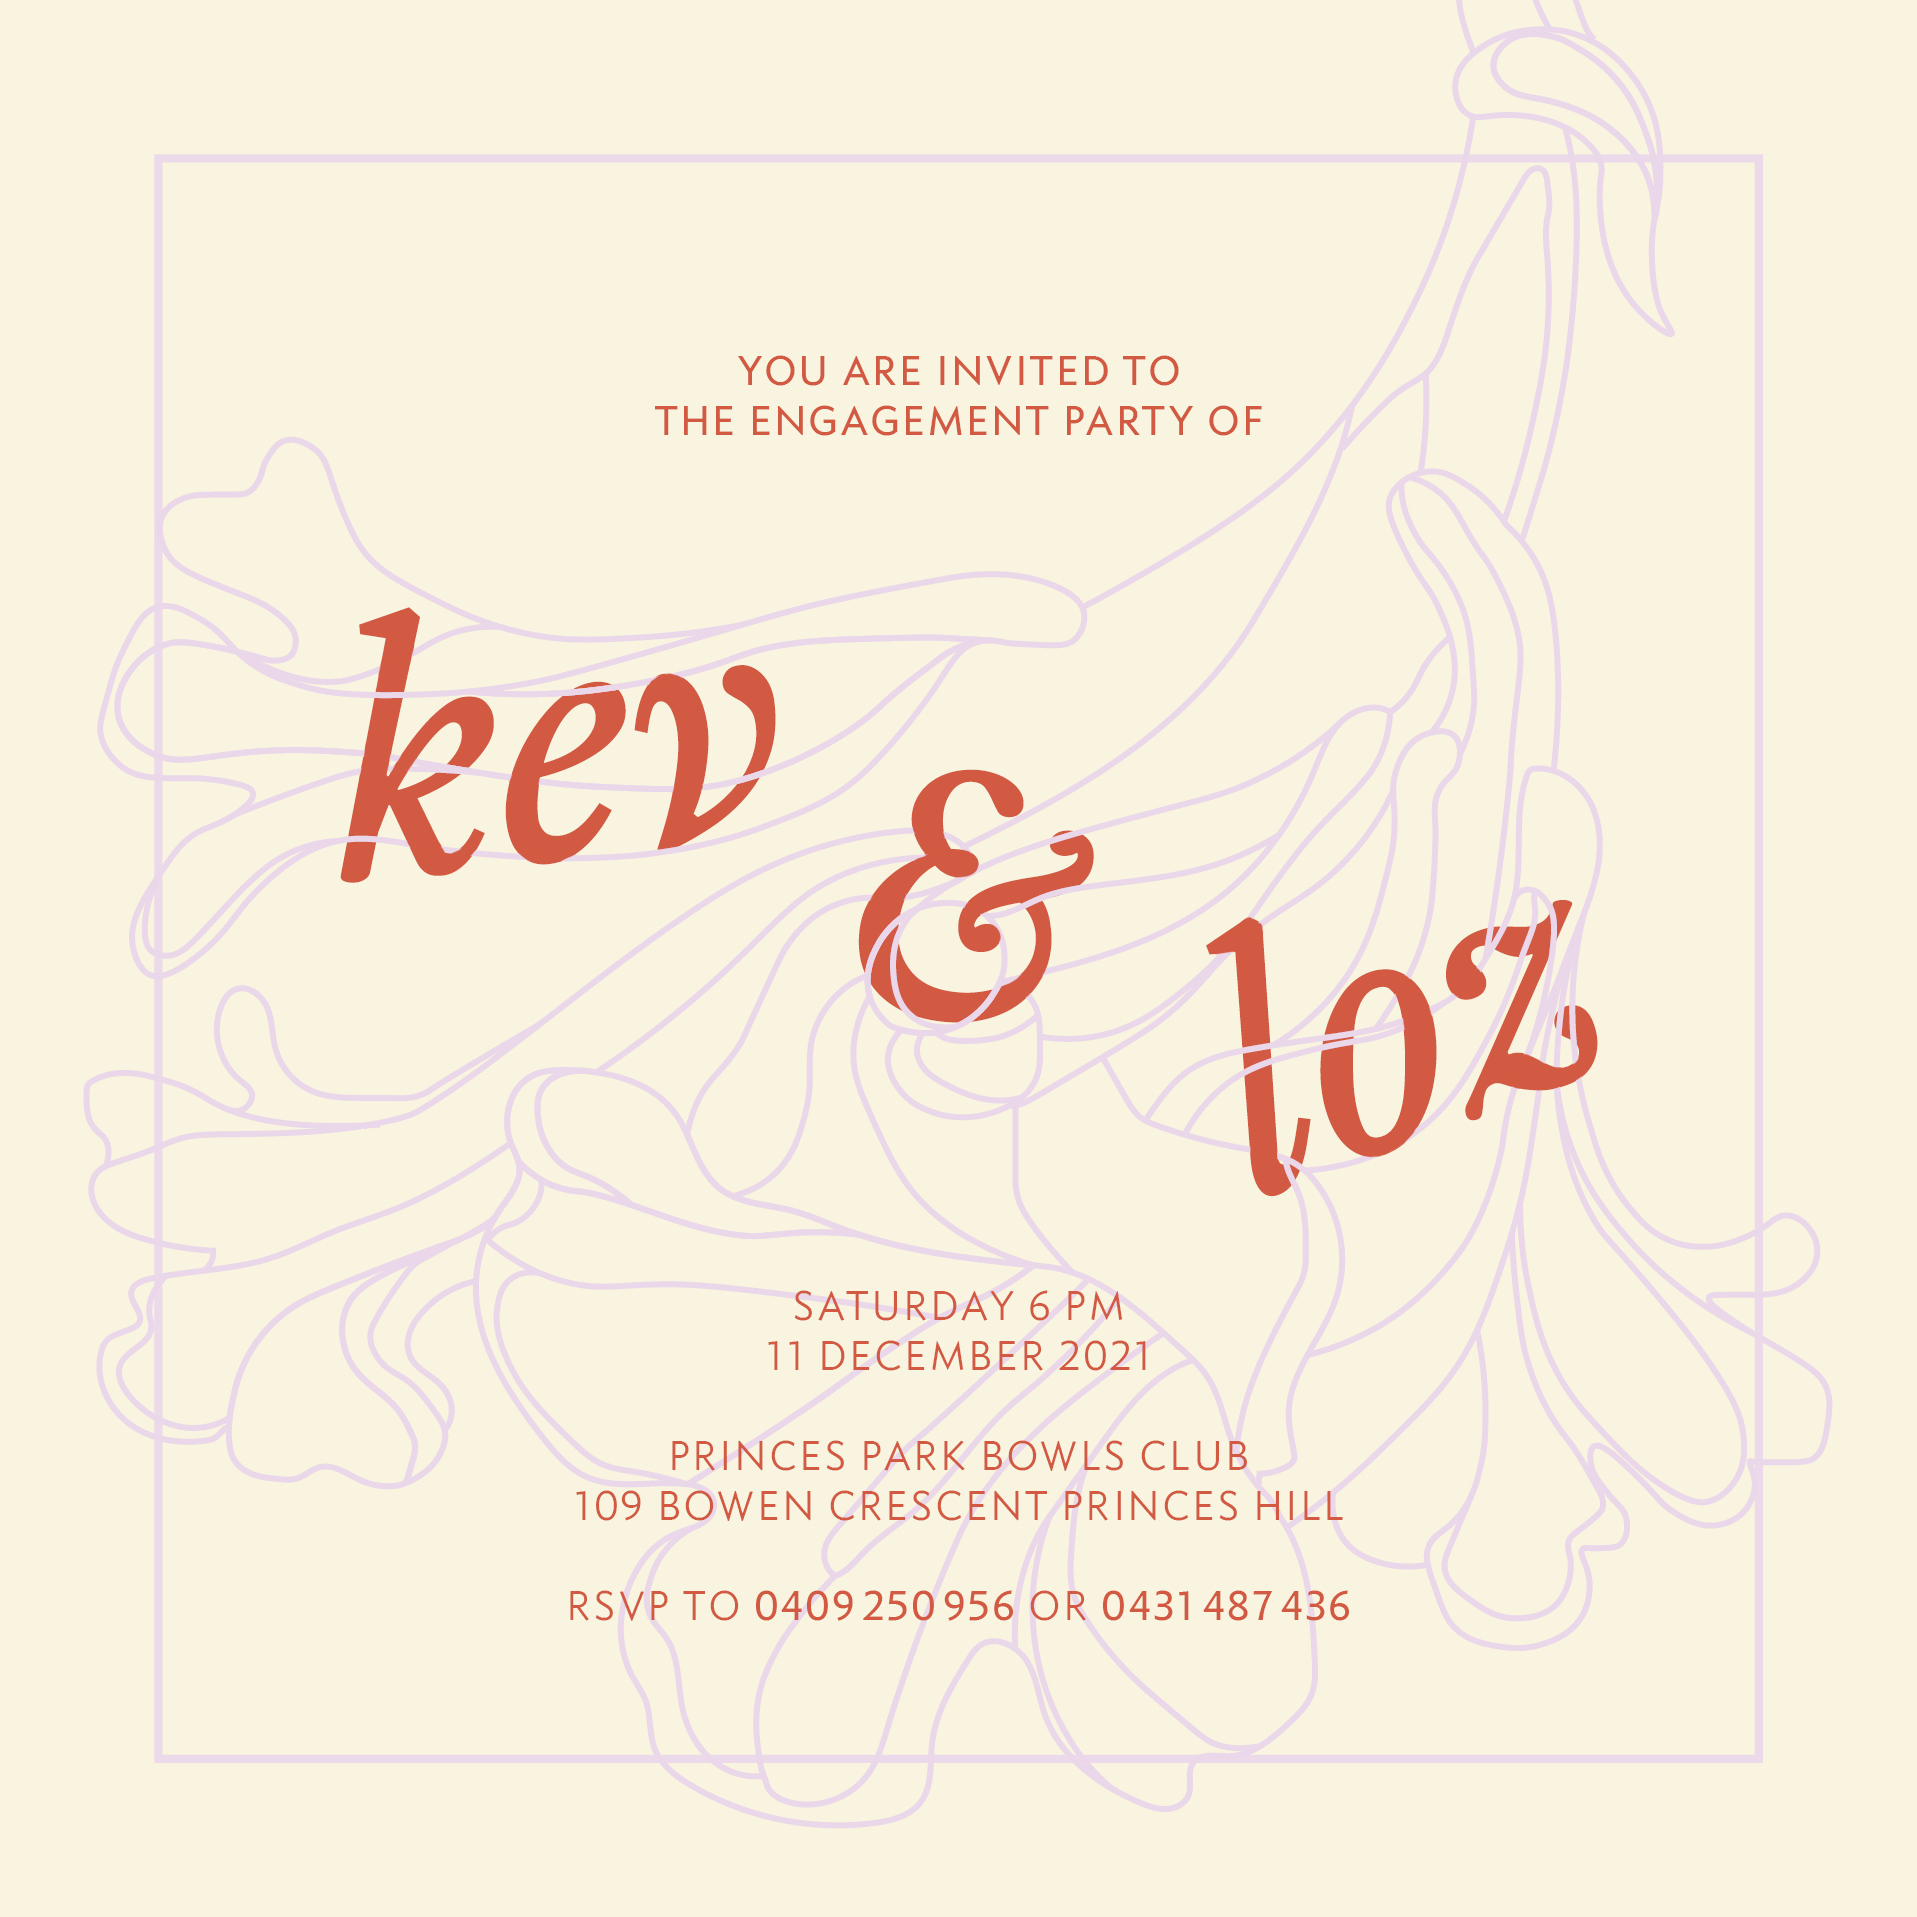 YOU ARE INVITED TO
THE ENGAGEMENT PARTY OF
kev
&
loz
SATURDAY 6 PM
11 DECEMBER 2021
PRINCES PARK BOWLS CLUB
109 BOWEN CRESCENT PRINCES HILL
RSVP TO 0409 250 956 OR 0431 487 436